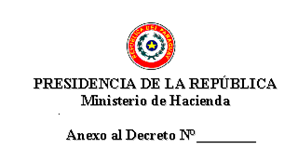 PRESIDENCIA DE LA REPÚBLICA
Ministerio de Hacienda
Anexo al Decreto Nº________